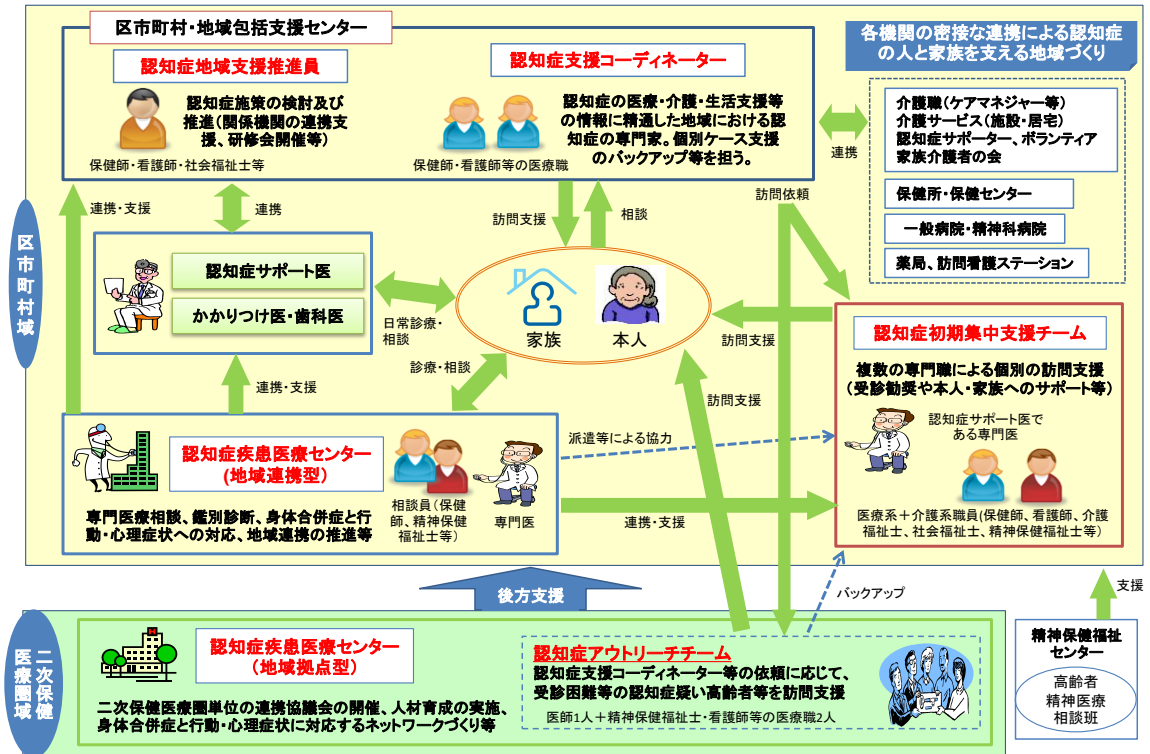 区市町村・地域包括支援センター
認知症地域支援推進員
認知症施策の検討及び
推進(関係機関の連携支
援、研修会開催等)
保健師・看護師・社会福祉士等
認知症支援コーディネーター
認知症の医療・介護・生活支援等
の情報に精通した地域における認
知症の専門家。個別ケース支援
のバックアップ等を担う。
保健師・看護師等の医療職
各機関の密接な連携による認知症
の人と家族を支える地域づくり
連携
介護職(ケアマネジャー等)
介護サービス(施設・居宅)
認知症サポーター、ボランティア
家族介護者の会
保健所・保健センター
一般病院・精神科病院
薬局、訪問看護ステーション
区市町村域
連携・支援
連携
訪問支援
相談
訪問依頼
認知症サポート医
かかりつけ医・歯科医
日常診療・
相談
家族
本人
訪問支援
診療・相談
連携・支援
訪問支援
認知症初期集中支援チーム
複数の専門職による個別の訪問支援
(受診勧奨や本人・家族へのサポート等)
認知症サポート医で
ある専門医
医療系+介護系職員(保健師、看護師、介護
福祉士、社会福祉士、精神保健福祉士等)
認知症疾患医療センター
(地域連携型)
専門医療相談、鑑別診断、身体合併症と行
動・心理症状への対応、地域連携の推進等
相談員(保健
師、精神保健
福祉士等)
専門医
派遣等による協力
連携・支援
後方支援
バックアップ
支援
二次保健
医療圏域
認知症疾患医療センター
(地域拠点型)
二次保健医療圏単位の連携協議会の開催、人材育成の実施、
身体合併症と行動・心理症状に対応するネットワークづくり等
認知症アウトリーチチーム
認知症支援コーディネーター等の依頼に応じて、
受診困難等の認知症疑い高齢者等を訪問支援
医師1人+精神保健福祉士・看護師等の医療職2人
精神保健福祉
センター
高齢者
精神医療
相談班